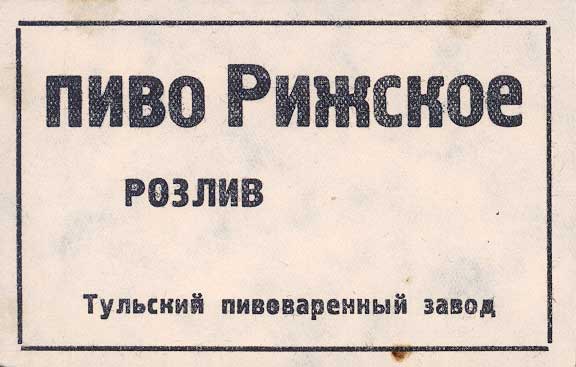 пиво Рижское
розлив
Тульский пивоваренный завод